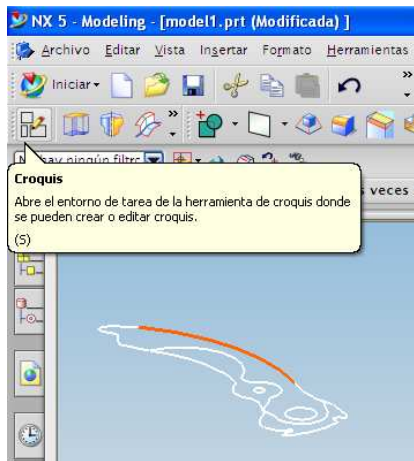 NX 5 - Modeling - [model1.prt (Modificada) ]
Archivo Editar Vista Insertar Formato Herramientas
Iniciar
Croquis
Abre el entorno de tarea de la herramienta de croquis donde
se pueden crear o editar croquis.
(S)
veces